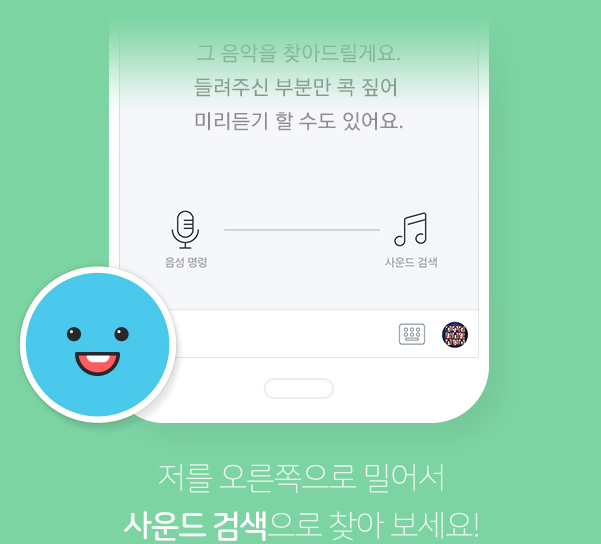 그 음악을 찾아드릴게요.
들려주신 부분만 콕 짚어
미리듣기 할 수도 있어요.
음성 명령
사운드 검색
저를 오른쪽으로 밀어서
사운드 검색으로 찾아 보세요!